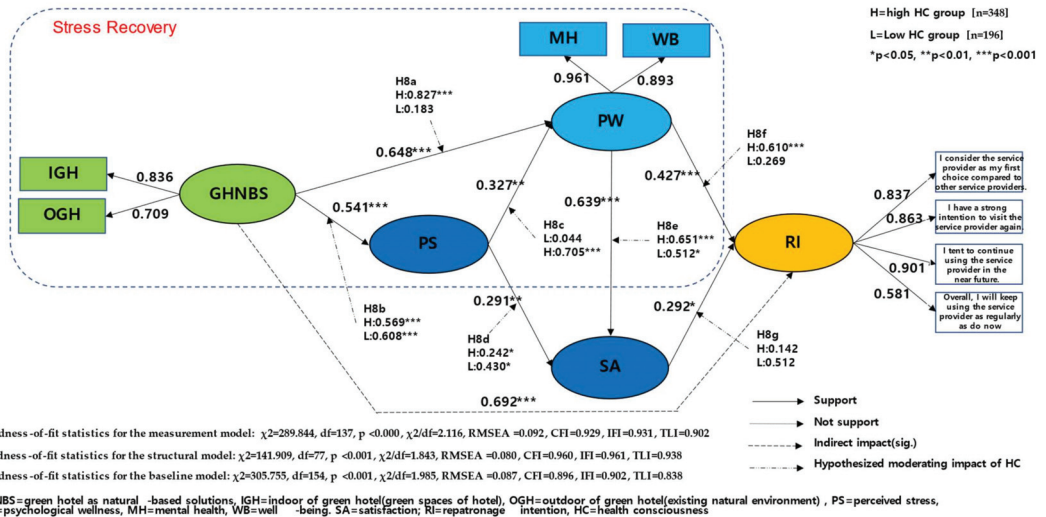 Stress Recovery
H=high HC group [n=348]
L=Low HC group [n=196]
*p<0.05, **p<0.01, ***p<0.001
MH
WB
0.961
0.893
H8a
H:0.827***
L:0.183
PW
0.648***
H8f
H:0.610***
L:0.269
IGH
0.836
OGH
0.709
GHNBS
0.327**
0.427***
0.541***
0.639***
PS
H8c
L:0.044
H:0.705***
H8e
H:0.651***
L:0.512*
RI
0.837
0.863
0.901
0.581
I consider the service
provider as my first
choice compared to
other service providers.
I have a strong
intention to visit the
service provider again.
I tent to continue
using the service
provider in the
near future.
Overall, I will keep
using the service
provider as regularly
as do now
H8b
H:0.569***
L:0.608***
0.291**
H8d
H:0.242*
L:0.430*
0.292*
SA
H8g
H:0.142
L:0.512
0.692***
Support
Not support
Indirect impact(sig.)
Hypothesized moderating impact of HC
dness-of-fit statistics for the measurement model: χ2=289.844, df=137, p <0.000, χ2/df=2.116, RMSEA =0.092, CFI=0.929, IFI=0.931, TLI=0.902
dness-of-fit statistics for the structural model: χ2=141.909, df=77, p <0.001, χ2/df=1.843, RMSEA =0.080, CFI=0.960, IFI=0.961, TLI=0.938
dness-of-fit statistics for the baseline model: χ2=305.755, df=154, p <0.001, χ2/df=1.985, RMSEA =0.087, CFI=0.896, IFI=0.902, TLI=0.838
NBS=green hotel as natural -based solutions, IGH=indoor of green hotel(green spaces of hotel), OGH=outdoor of green hotel(existing natural environment) , PS=perceived stress,
=psychological wellness, MH=mental health, WB=well -being. SA=satisfaction; RI=repatronage intention, HC=health consciousness